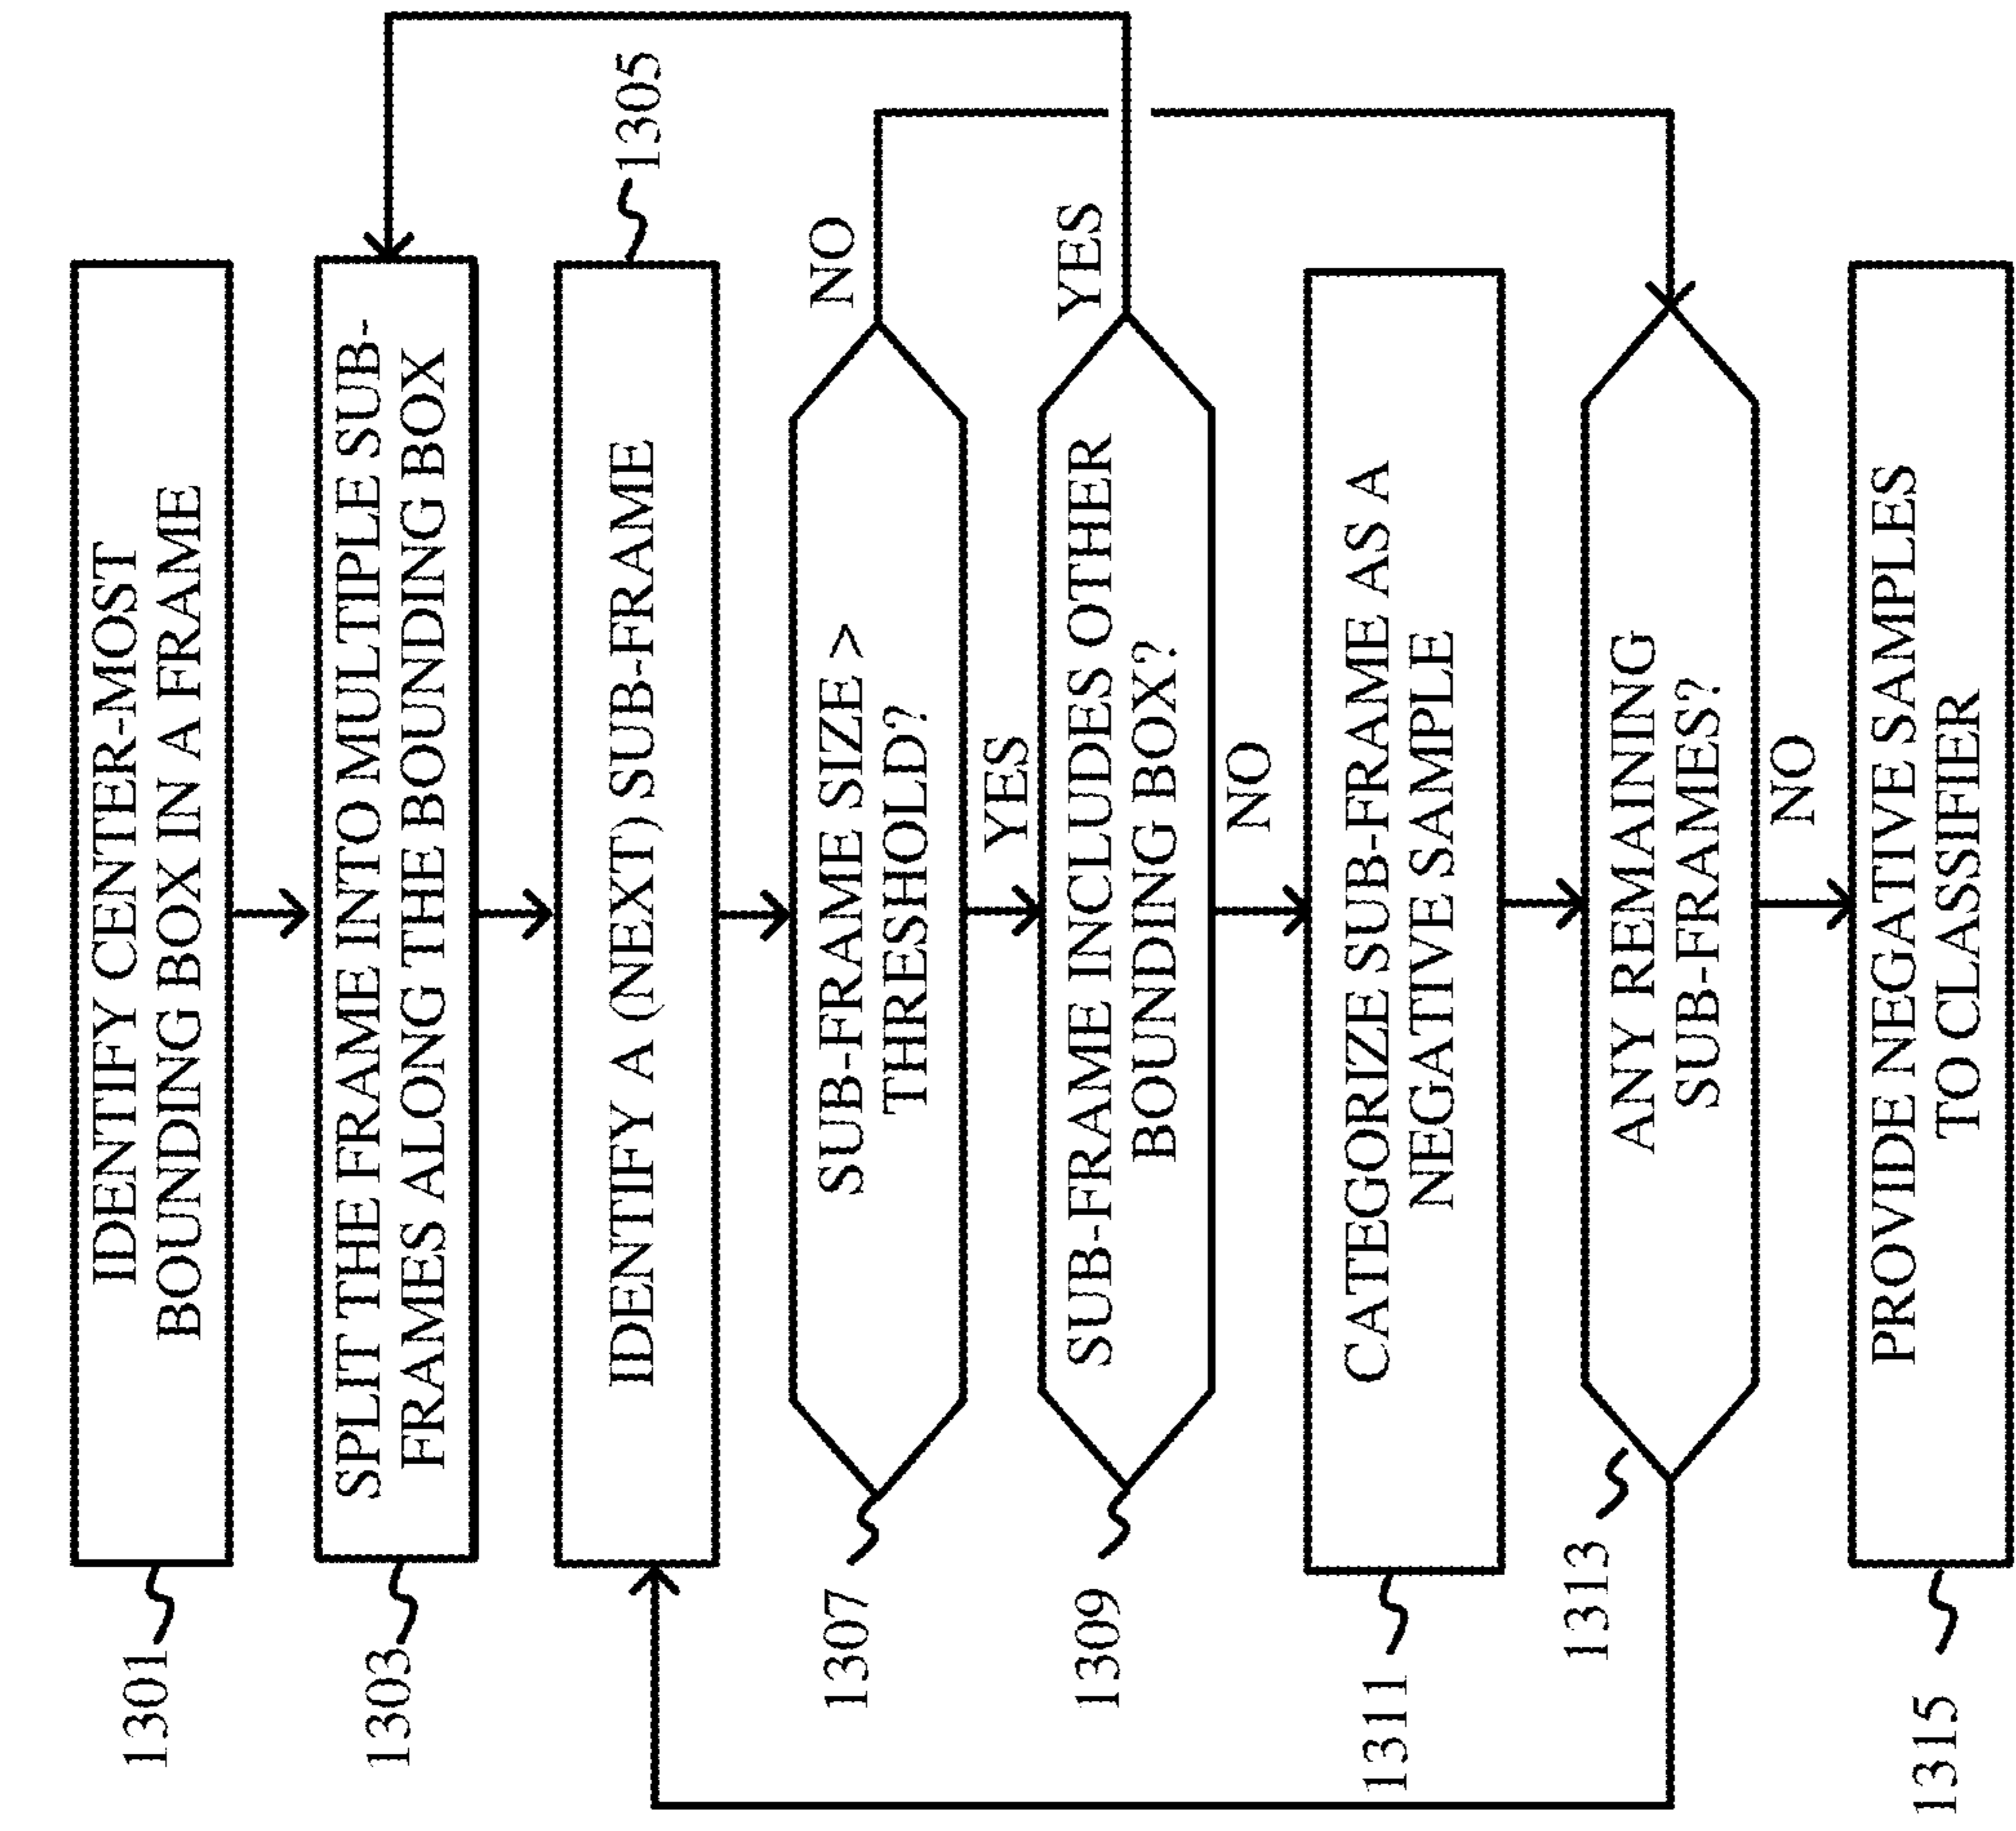 1301
IDENTIFY CENTER-MOST
BOUNDING BOX IN A FRAME
1303
SPLIT THE FRAME INTO MULTIPLE SUB-
FRAMES ALONG THE BOUNDING BOX
IDENTIFY A (NEXT) SUB-FRAME
1305
1307
SUB-FRAME SIZE >
THRESHOLD?
NO
YES
1309
SUB-FRAME INCLUDES OTHER
BOUNDING BOX?
YES
NO
1311
CATEGORIZE SUB-FRAME AS A
NEGATIVE SAMPLE
1313
ANY REMAINING
SUB-FRAMES?
NO
1315
PROVIDE NEGATIVE SAMPLES
TO CLASSIFIER